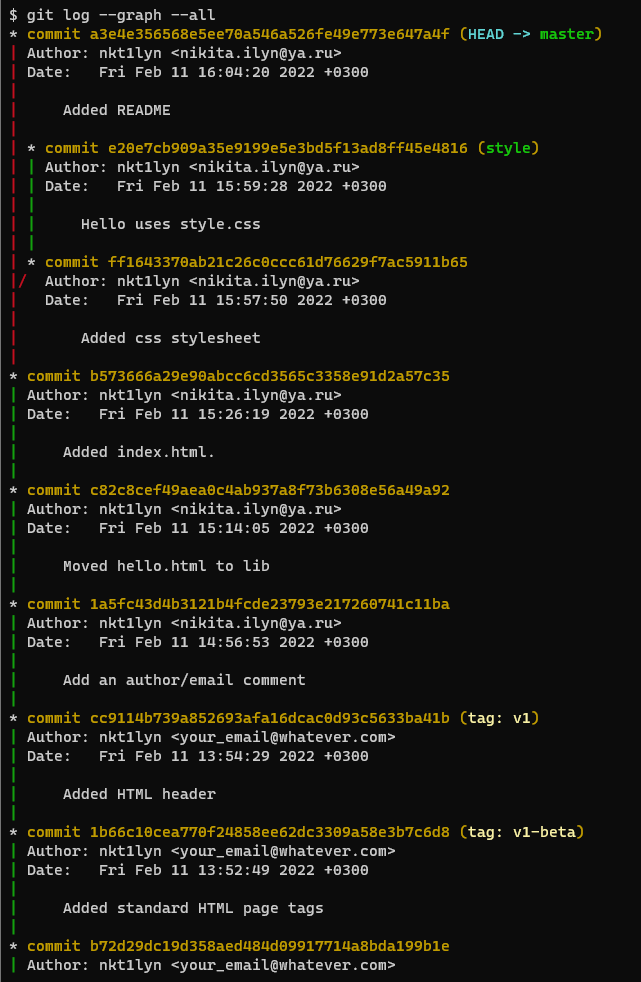 $ git log --graph --all
* commit a3e4e356568e5ee70a546a526fe49e773e647a4f (HEAD -> master)
| Author: nkt1lyn <nikita.ilyn@ya.ru>
| Date:   Fri Feb 11 16:04:20 2022 +0300
|
|     Added README
|
| * commit e20e7cb909a35e9199e5e3bd5f13ad8ff45e4816 (style)
| | Author: nkt1lyn <nikita.ilyn@ya.ru>
| | Date:   Fri Feb 11 15:59:28 2022 +0300
| |
| |     Hello uses style.css
| |
| * commit ff1643370ab21c26c0ccc61d76629f7ac5911b65
|/  Author: nkt1lyn <nikita.ilyn@ya.ru>
|   Date:   Fri Feb 11 15:57:50 2022 +0300
|
|       Added css stylesheet
|
* commit b573666a29e90abcc6cd3565c3358e91d2a57c35
| Author: nkt1lyn <nikita.ilyn@ya.ru>
| Date:   Fri Feb 11 15:26:19 2022 +0300
|
|     Added index.html.
|
* commit c82c8cef49aea0c4ab937a8f73b6308e56a49a92
| Author: nkt1lyn <nikita.ilyn@ya.ru>
| Date:   Fri Feb 11 15:14:05 2022 +0300
|
|     Moved hello.html to lib
|
* commit 1a5fc43d4b3121b4fcde23793e217260741c11ba
| Author: nkt1lyn <nikita.ilyn@ya.ru>
| Date:   Fri Feb 11 14:56:53 2022 +0300
|
|     Add an author/email comment
|
* commit cc9114b739a852693afa16dcac0d93c5633ba41b (tag: v1)
| Author: nkt1lyn <your_email@whatever.com>
| Date:   Fri Feb 11 13:54:29 2022 +0300
|
|     Added HTML header
|
* commit 1b66c10cea770f24858ee62dc3309a58e3b7c6d8 (tag: v1-beta)
| Author: nkt1lyn <your_email@whatever.com>
| Date:   Fri Feb 11 13:52:49 2022 +0300
|
|     Added standard HTML page tags
|
* commit b72d29dc19d358aed484d09917714a8bda199b1e
| Author: nkt1lyn <your_email@whatever.com>